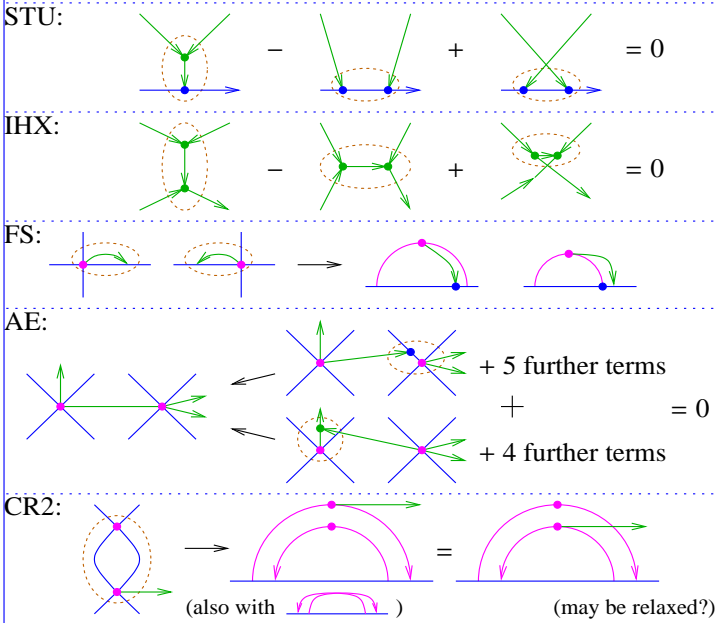 STU:
− + = 0
IHX:
− + = 0
FS:
AE:
+ 5 further terms
+ = 0
+ 4 further terms
CR2:
=
(also with )
(may be relaxed?)